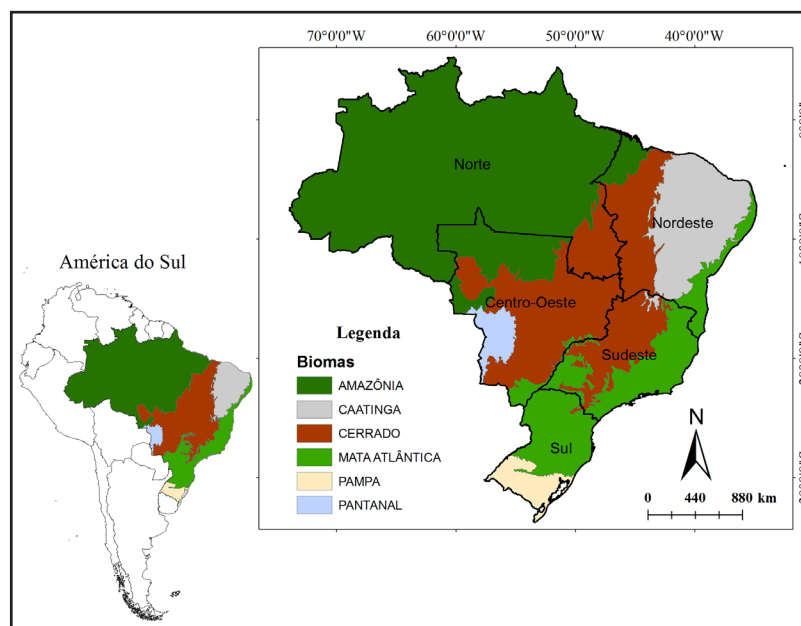 70°0'0"W 60°0'0"W 50°0'0"W 40°0'0"W
Norte
Nordeste
América do Sul
Centro-Oeste
Legenda
Sudeste
Biomas
AMAZÔNIA
CAATINGA
CERRADO
MATA ATLÂNTICA
PAMPA
PANTANAL
Sul
N
0 440 880 km